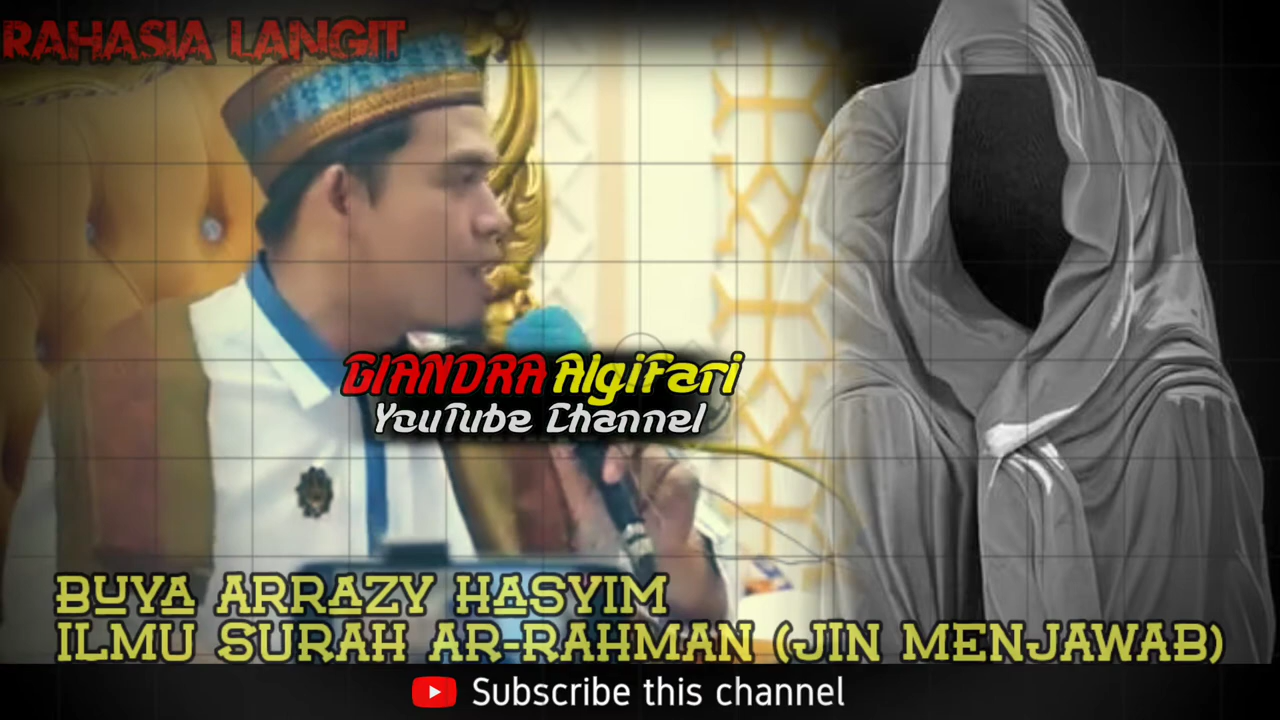 RAHASIA LANGIT
GIANDRA AlgiFari
YouTube Channel
BUYA ARRAZY HASYIM
ILMU SURAH AR-RAHMAN (JIN MENJAWAB)
Subscribe this channel